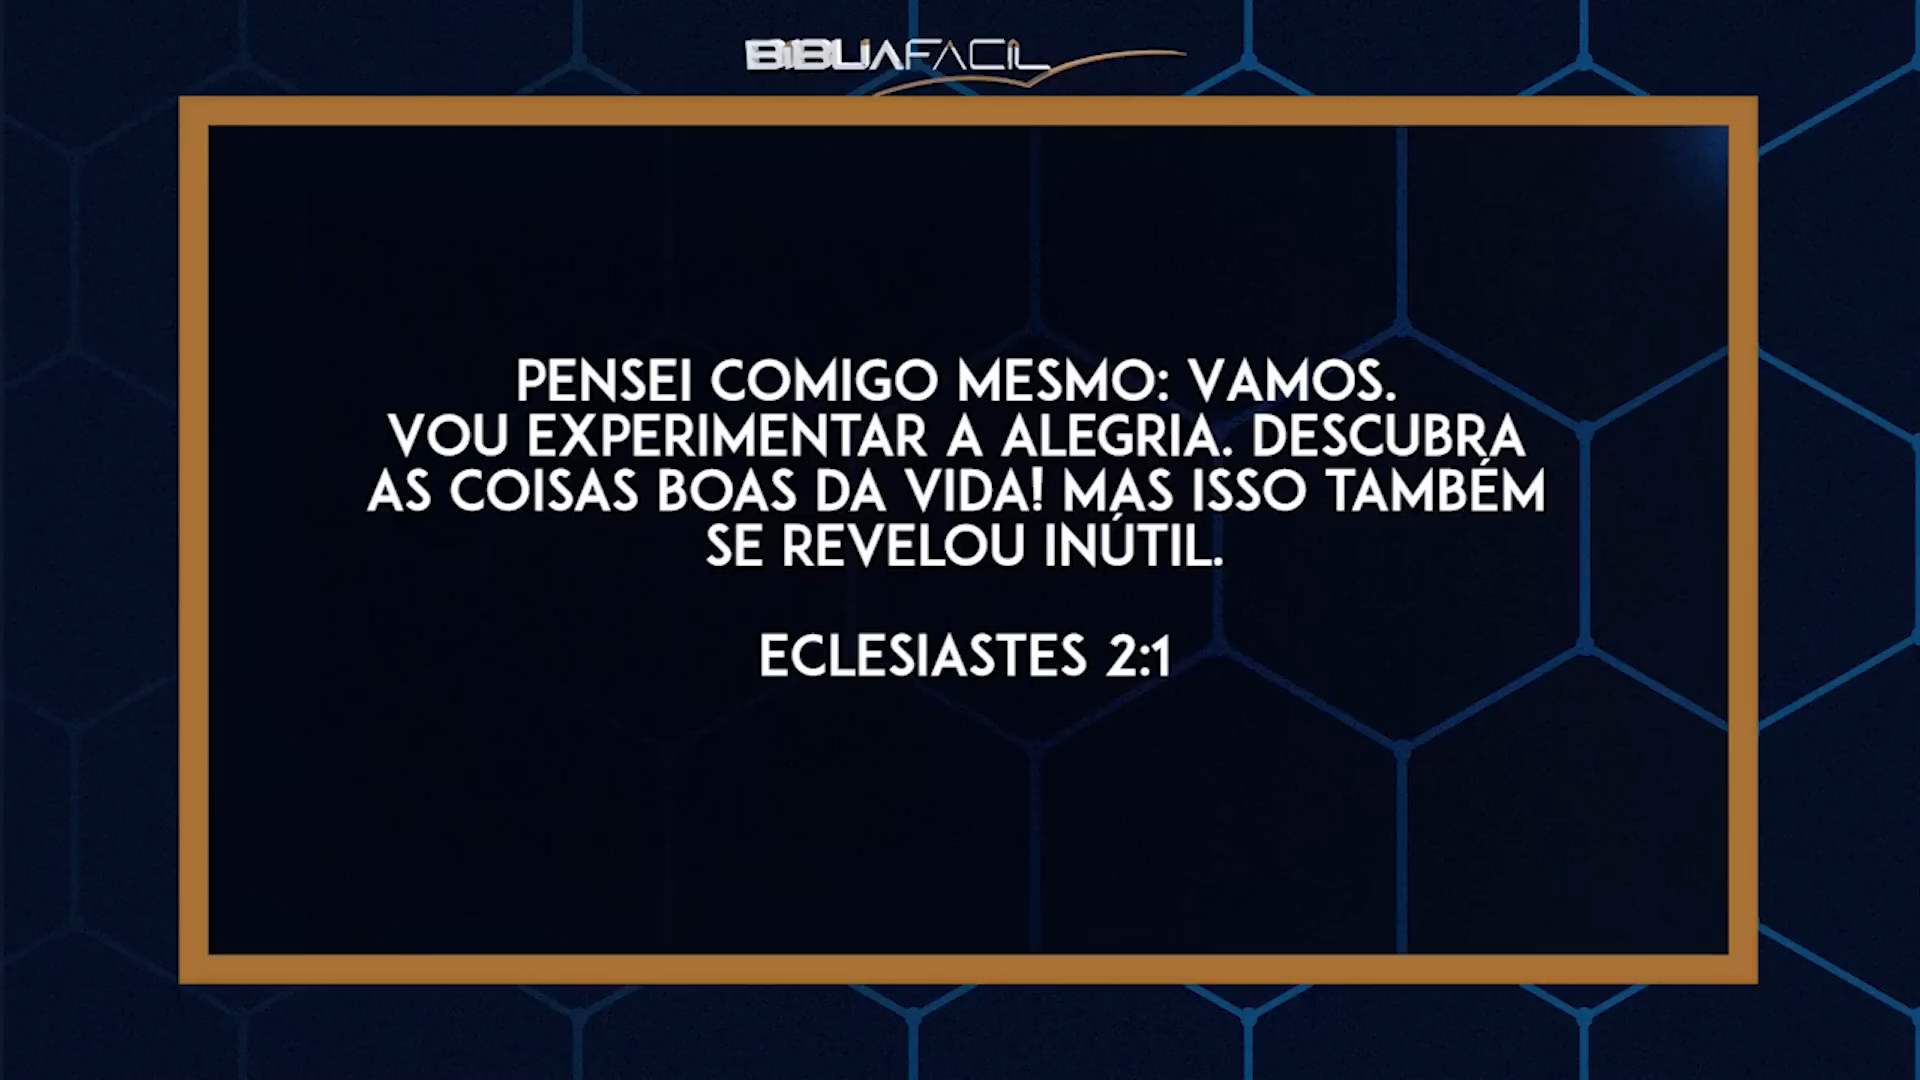 BIBLIAFACIL
PENSEI COMIGO MESMO: VAMOS.
VOU EXPERIMENTAR A ALEGRIA. DESCUBRA
AS COISAS BOAS DA VIDA! MAS ISSO TAMBÉM
SE REVELOU INÚTIL.
ECLESIASTES 2:1